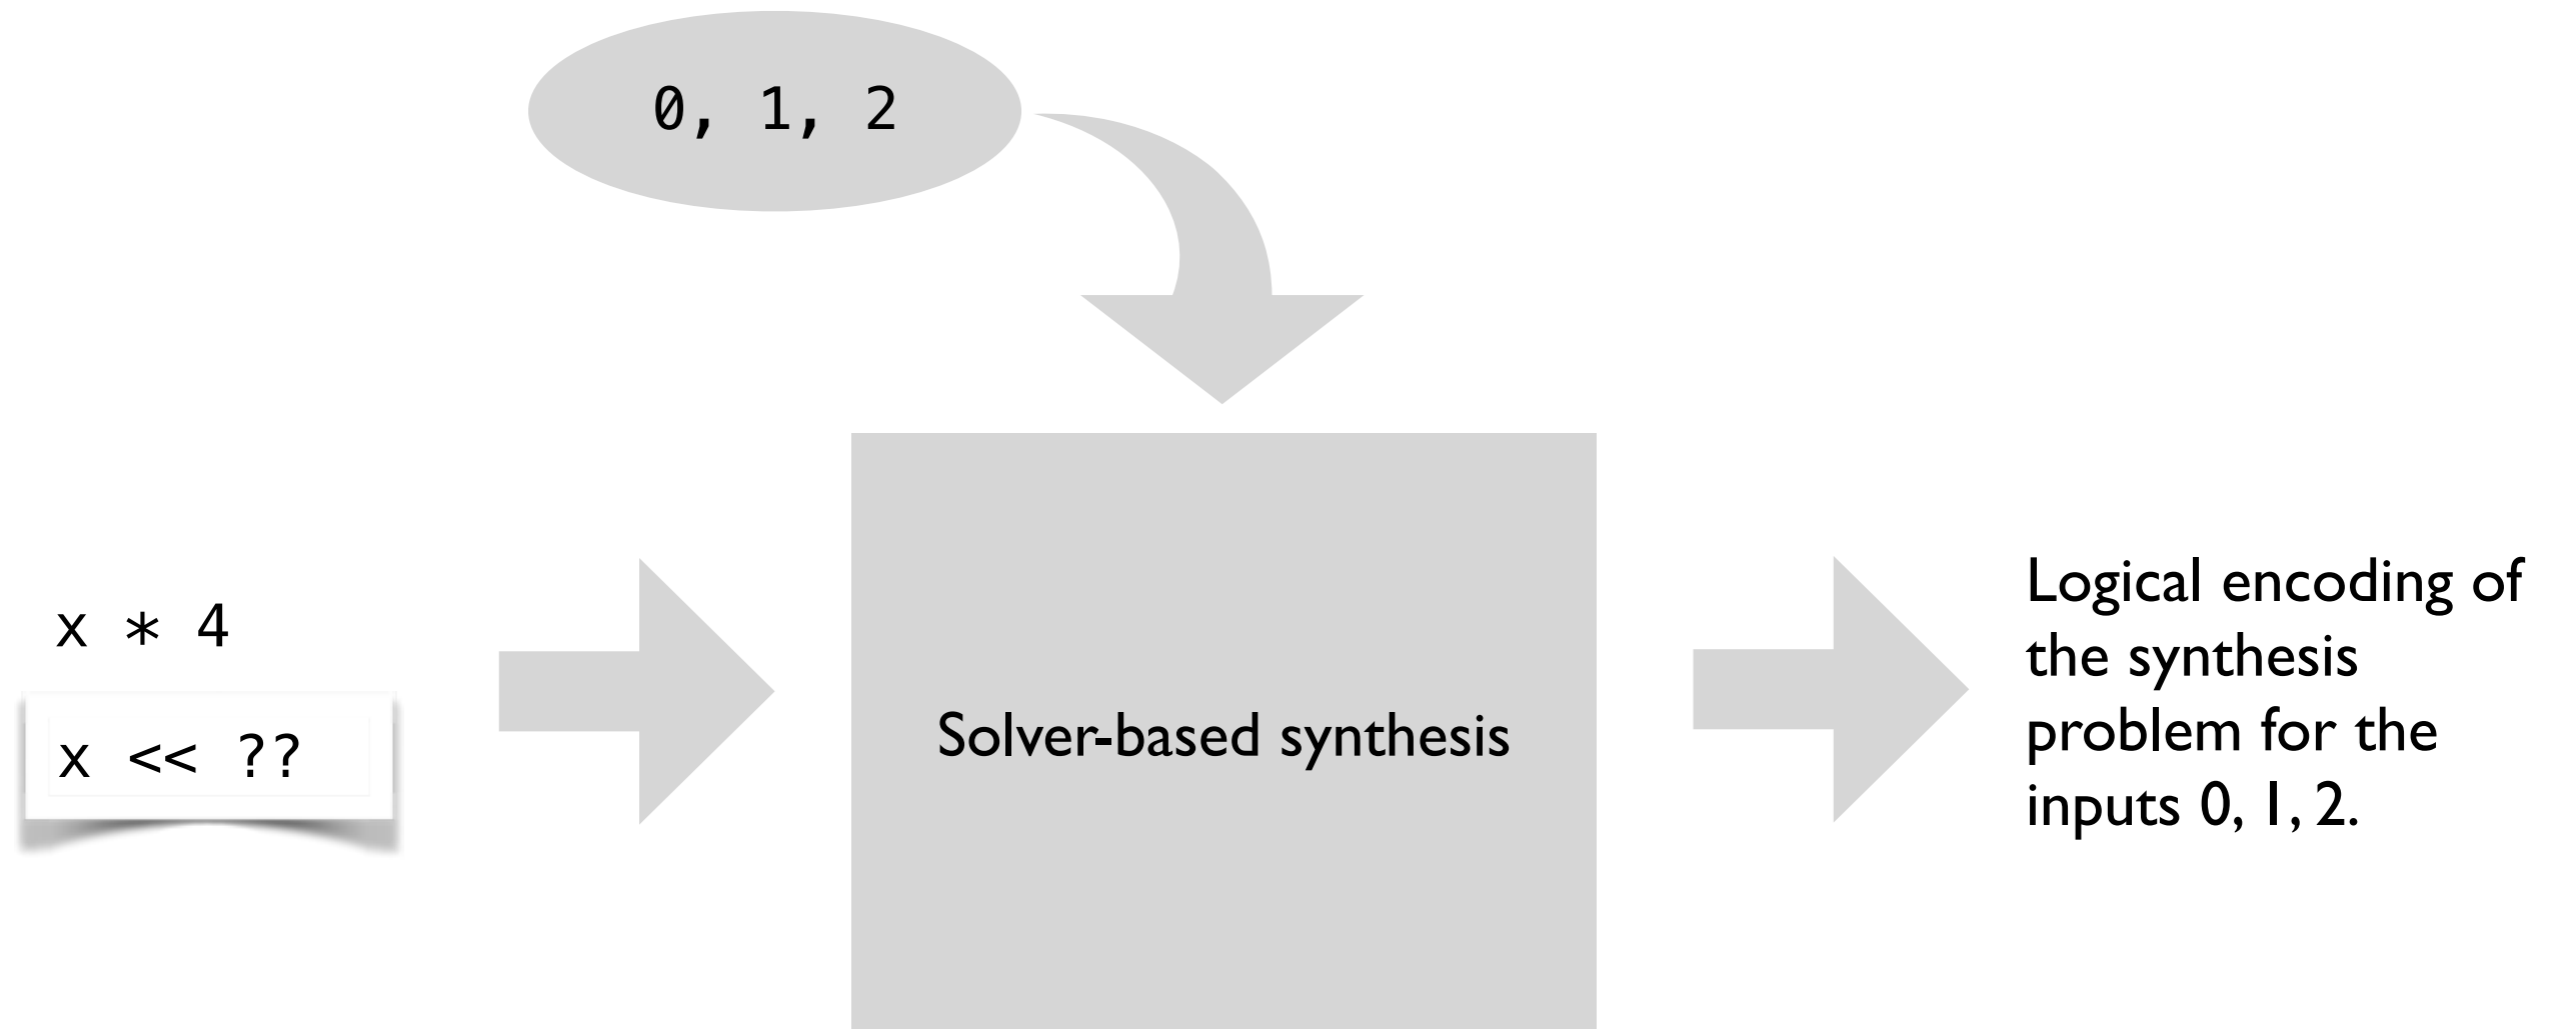 0, 1, 2
x * 4
x << ??
Solver-based synthesis
Logical encoding of
the synthesis
problem for the
inputs 0, 1, 2.